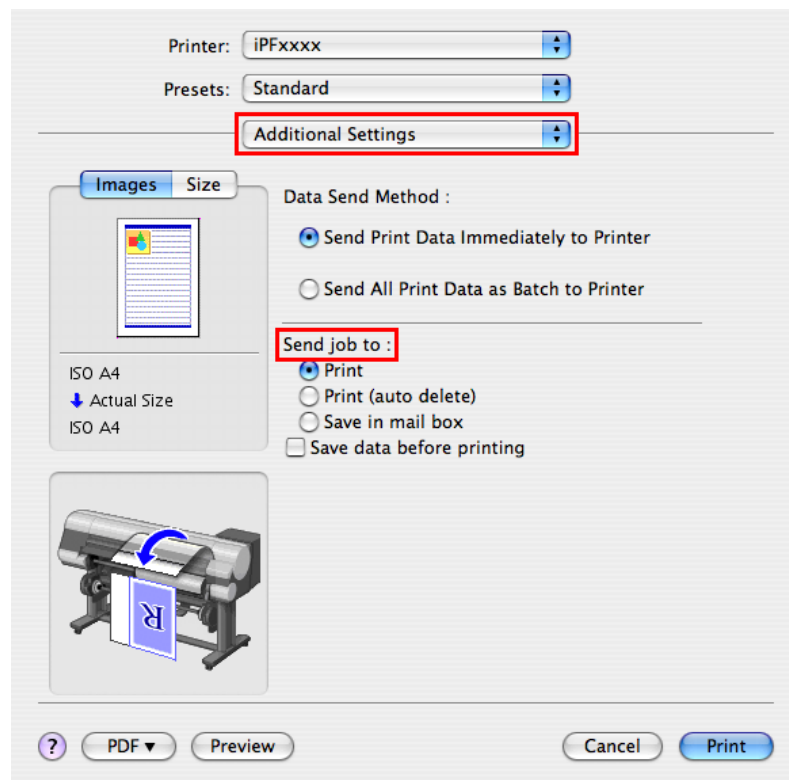 Printer: iPFxxxx
Presets: Standard
Additional Settings
Images Size
Data Send Method :
Send Print Data Immediately to Printer
Send All Print Data as Batch to Printer
Send job to :
Print
Print (auto delete)
Save in mail box
Save data before printing
ISO A4
Actual Size
ISO A4
R
? PDF ▼ Preview Cancel Print